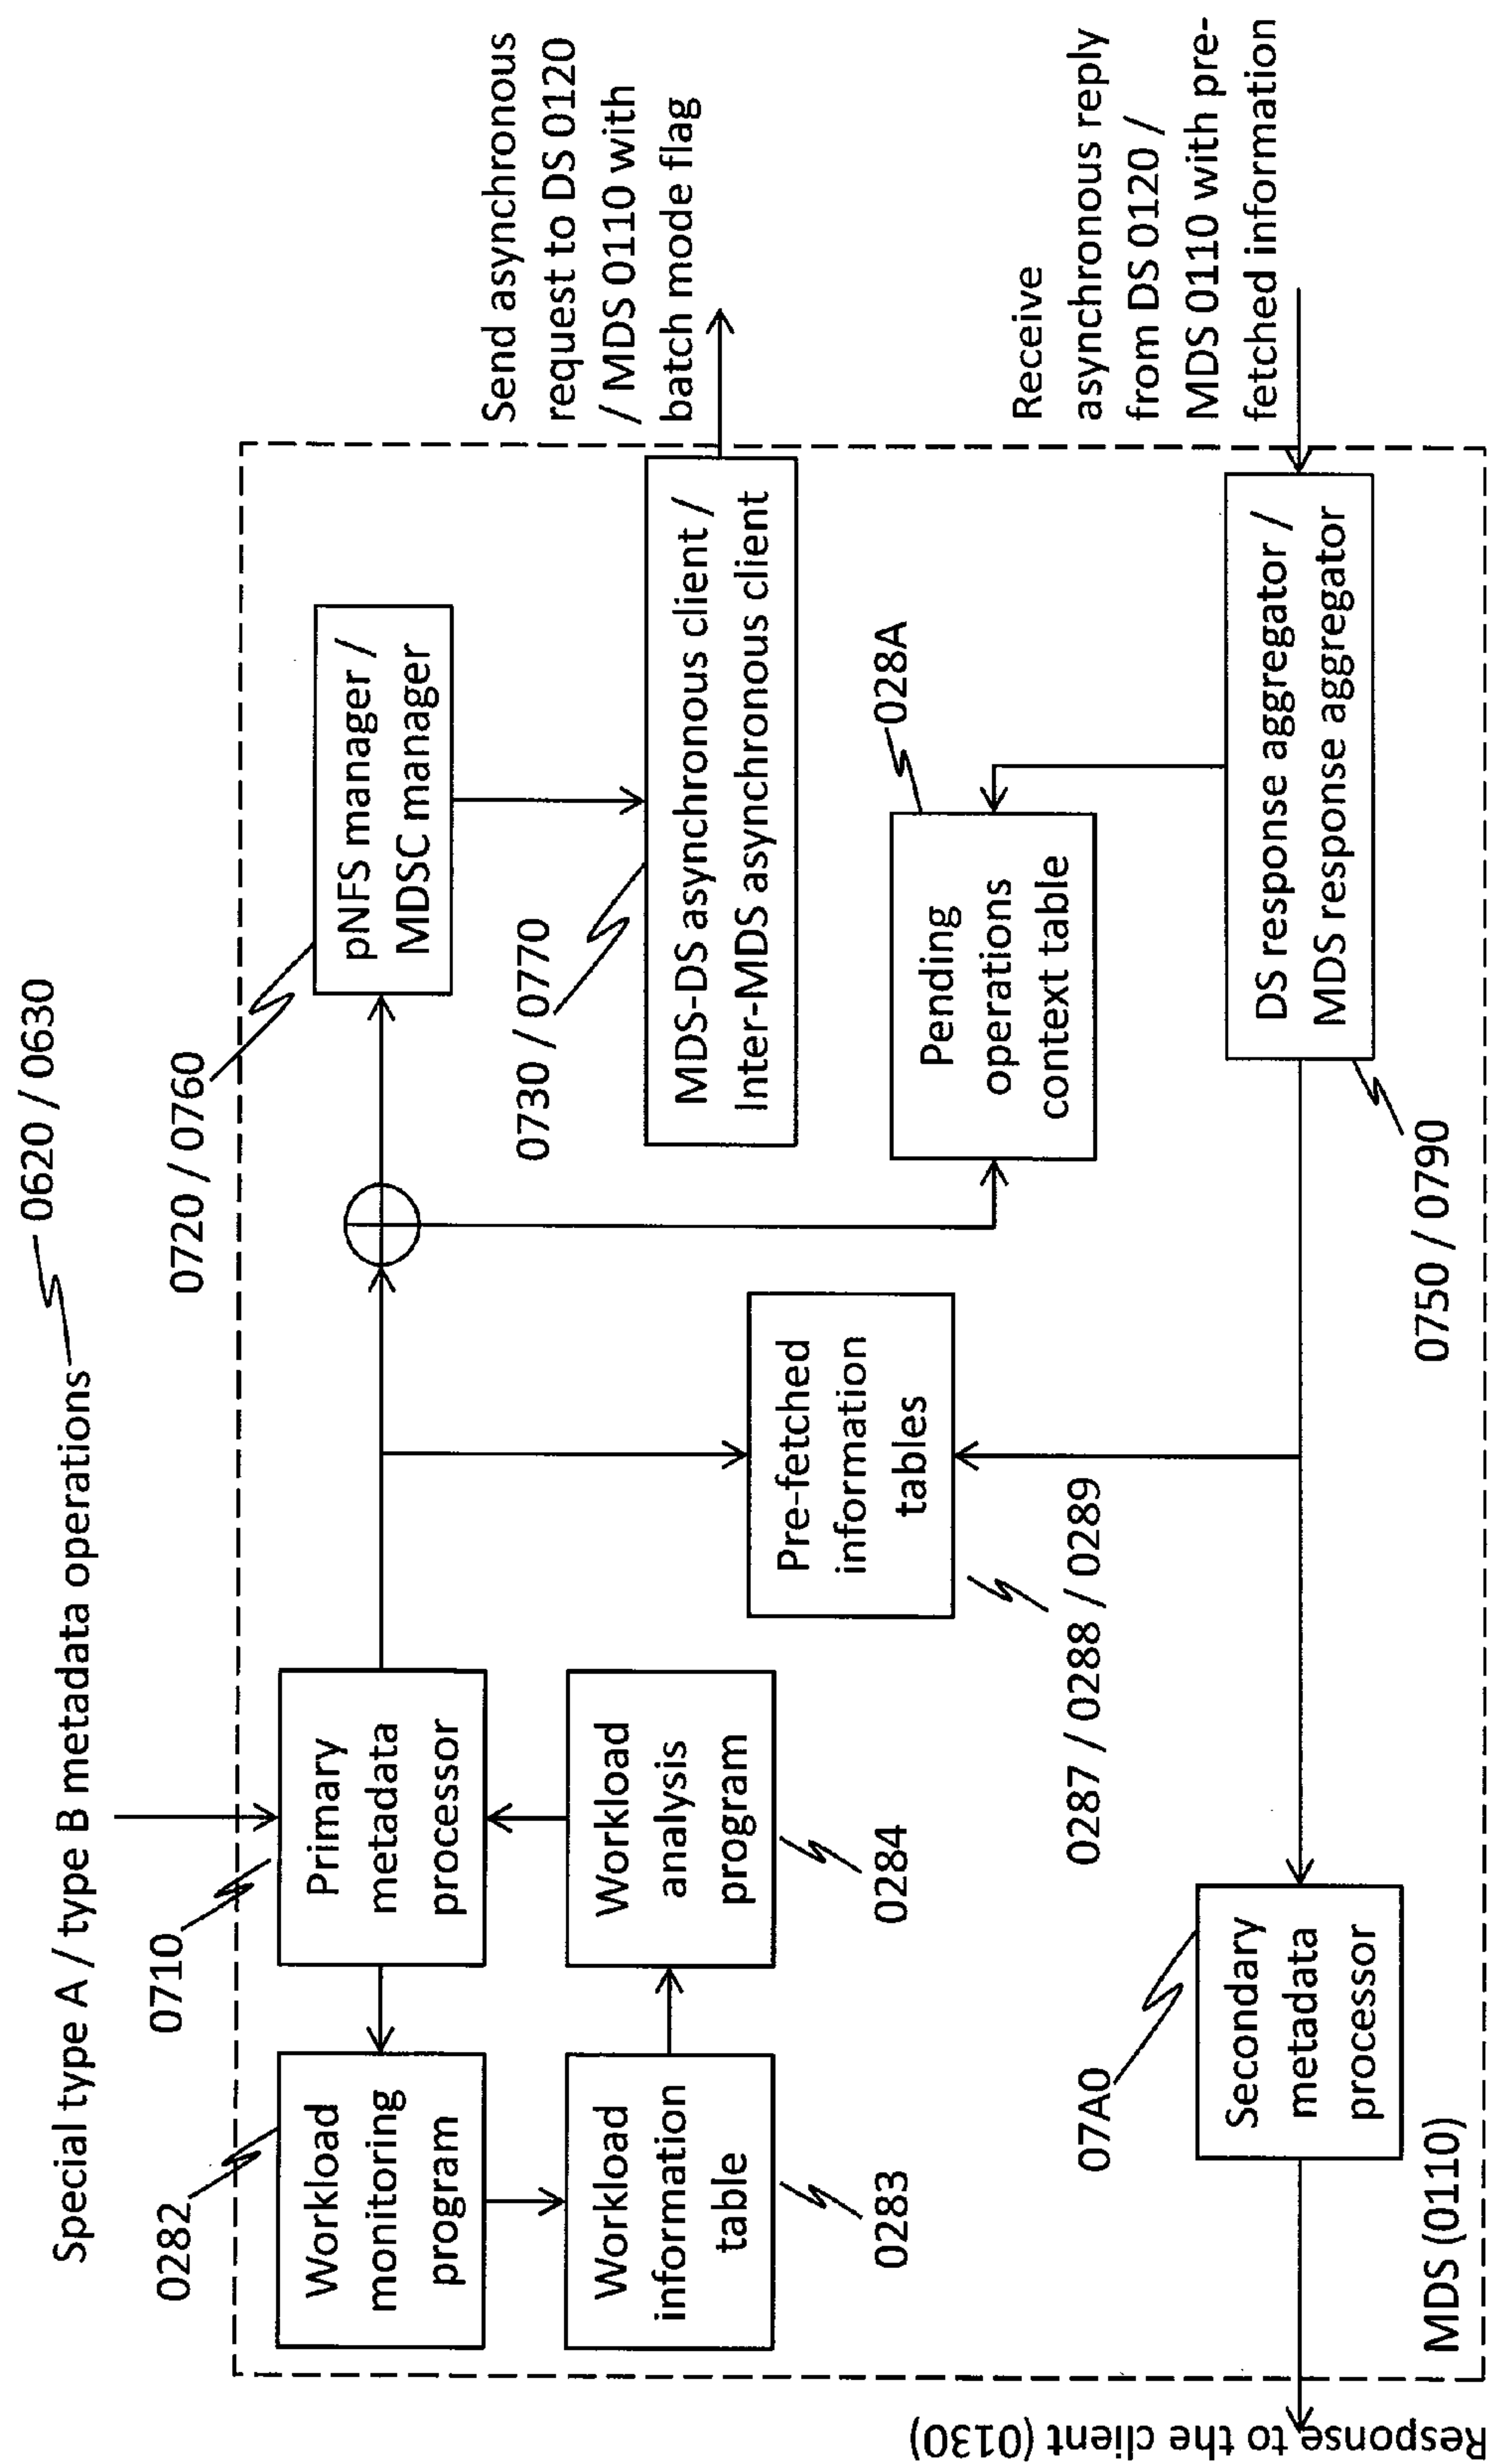 Special type A / type B metadata operations
0620 / 0630
0282
Workload
monitoring
program
0710
Primary
metadata
processor
0720 / 0760
pNFS manager /
MDSC manager
Send asynchronous
request to DS 0120
/ MDS 0110 with
batch mode flag
Workload
information
table
0283
Workload
analysis
program
0284
Pre-fetched
information
tables
0287 / 0288 / 0289
0730 / 0770
MDS-DS asynchronous client /
Inter-MDS asynchronous client
028A
Pending
operations
context table
Receive
asynchronous reply
from DS 0120 /
MDS 0110 with pre-
fetched information
07A0
Secondary
metadata
processor
DS response aggregator /
MDS response aggregator
0750 / 0790
MDS (0110)
Response to the client (0130)